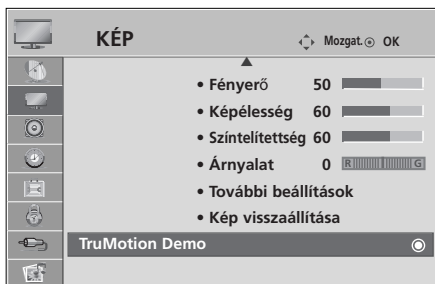 KÉP Mozgat. OK
• Fényerő 50
• Képélesség 60
• Színtelítettség 60
• Árnyalat 0 R G
• További beállítások
• Kép visszaállítása
TruMotion Demo